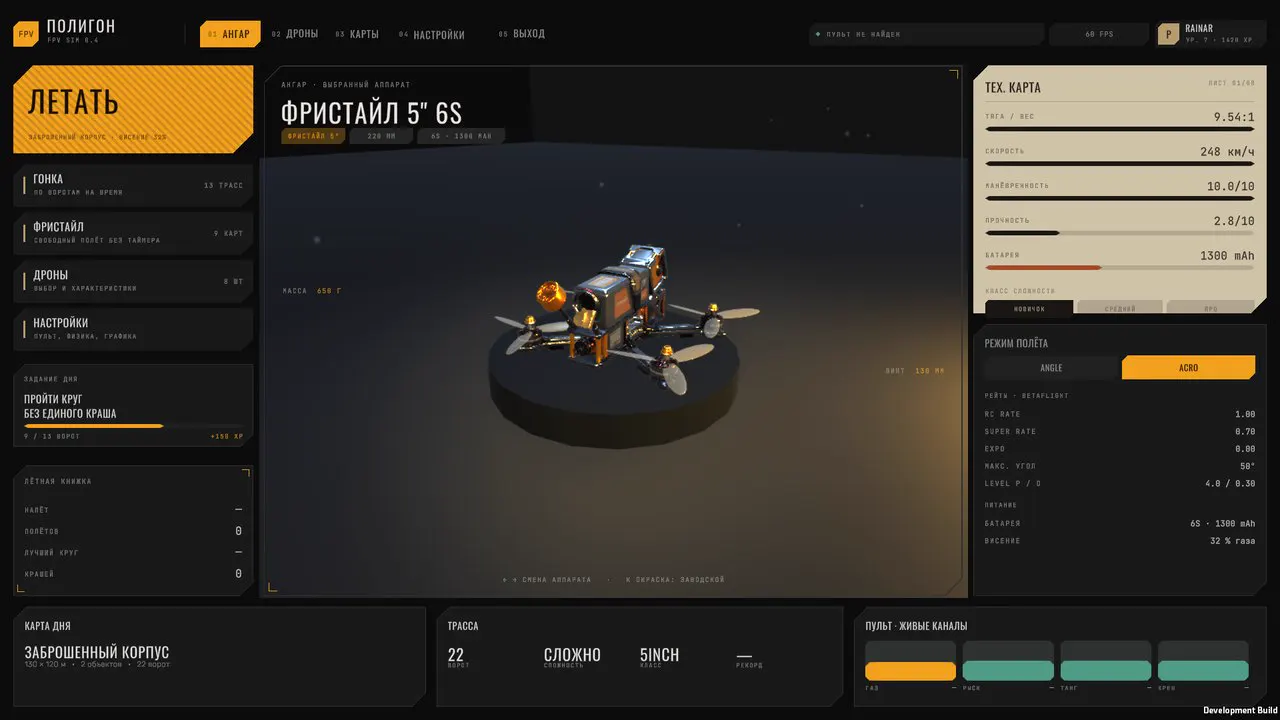 FPV
ПОЛИГОН
FPV SIM 0.4
01 АНГАР
02 ДРОНЫ
03 КАРТЫ
04 НАСТРОЙКИ
05 ВЫХОД
ПУЛЬТ НЕ НАЙДЕН
60 FPS
P
RAINAR
УР. 7 · 1420 XP
ЛЕТАТЬ
ЗАБРОШЕННЫЙ КОРПУС · ВИСЕНИЕ 32%
ГОНКА
ПО ВОРОТАМ НА ВРЕМЯ
13 ТРАСС
ФРИСТАЙЛ
СВОБОДНЫЙ ПОЛЁТ БЕЗ ТАЙМЕРА
9 КАРТ
ДРОНЫ
ВЫБОР И ХАРАКТЕРИСТИКИ
8 ШТ
НАСТРОЙКИ
ПУЛЬТ, ФИЗИКА, ГРАФИКА
ЗАДАНИЕ ДНЯ
ПРОЙТИ КРУГ
БЕЗ ЕДИНОГО КРАША
9 / 13 ВОРОТ
+150 XP
ЛЁТНАЯ КНИЖКА
НАЛЁТ —
ПОЛЁТОВ 0
ЛУЧШИЙ КРУГ —
КРАШЕЙ 0
АНГАР · ВЫБРАННЫЙ АППАРАТ
ФРИСТАЙЛ 5" 6S
ФРИСТАЙЛ 5"
220 ММ
6S · 1300 MAH
МАССА 650 Г
ВИНТ 130 ММ
← → СМЕНА АППАРАТА · K ОКРАСКА: ЗАВОДСКОЙ
ТЕХ. КАРТА
ЛИСТ 01/08
ТЯГА / ВЕС 9.54:1
СКОРОСТЬ 248 км/ч
МАНЁВРЕННОСТЬ 10.0/10
ПРОЧНОСТЬ 2.8/10
БАТАРЕЯ 1300 mAh
КЛАСС СЛОЖНОСТИ
НОВИЧОК
СРЕДНИЙ
ПРО
РЕЖИМ ПОЛЁТА
ANGLE
ACRO
РЕЙТЫ · BETAFLIGHT
RC RATE 1.00
SUPER RATE 0.70
EXPO 0.00
МАКС. УГОЛ 50°
LEVEL P / D 4.0 / 0.30
ПИТАНИЕ
БАТАРЕЯ 6S · 1300 mAh
ВИСЕНИЕ 32 % газа
КАРТА ДНЯ
ЗАБРОШЕННЫЙ КОРПУС
130 × 120 м • 2 объектов • 22 ворот
ТРАССА
22
ВОРОТ
СЛОЖНО
СЛОЖНОСТЬ
5INCH
КЛАСС
—
РЕКОРД
ПУЛЬТ · ЖИВЫЕ КАНАЛЫ
ГАЗ —
РЫСК —
ТАНГ —
КРЕН —
Development Build